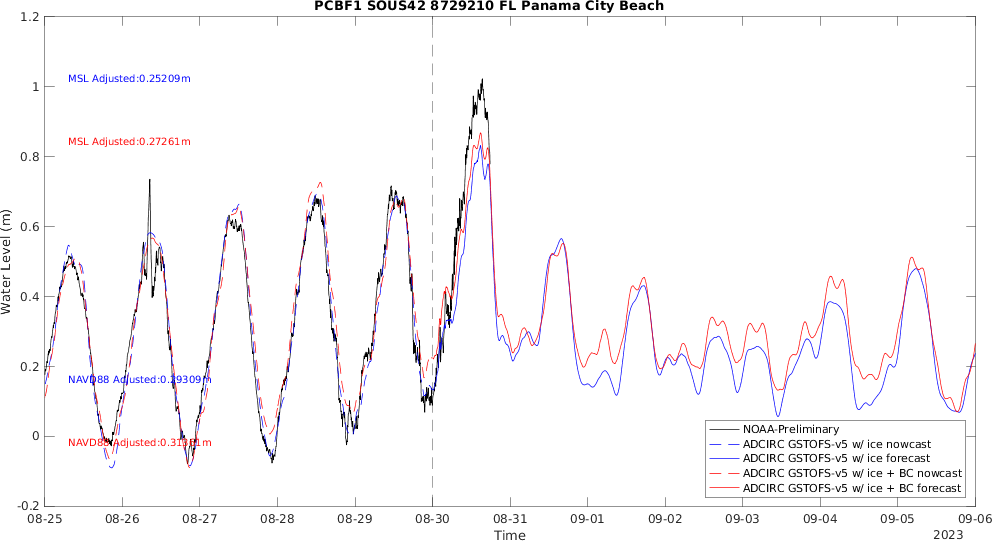 PCBF1 SOUS42 8729210 FL Panama City Beach
1.2
1
0.8
0.6
0.4
0.2
0
-0.2
Water Level (m)
MSL Adjusted:0.25209m
MSL Adjusted:0.27261m
NAVD88 Adjusted:0.29309m
NAVD88 Adjusted:
NOAA-Preliminary
ADCIRC GSTOFS-v5 w/ ice nowcast
ADCIRC GSTOFS-v5 w/ ice forecast
ADCIRC GSTOFS-v5 w/ ice + BC nowcast
ADCIRC GSTOFS-v5 w/ ice + BC forecast
08-25 08-26 08-27 08-28 08-29 08-30 08-31 09-01 09-02 09-03 09-04 09-05 09-06
Time
2023